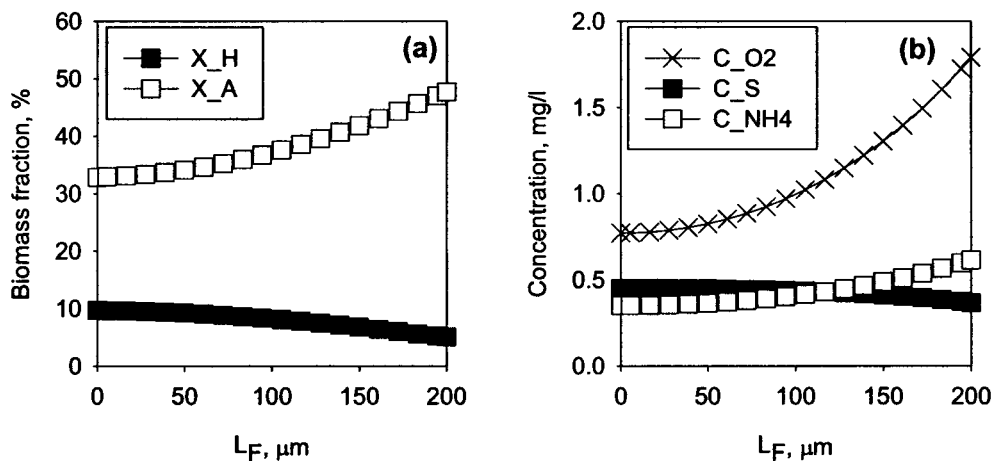 (a)
X_H
X_A
Biomass fraction, %
60
50
40
30
20
10
0
0 50 100 150 200
L_F, μm
(b)
C_O2
C_S
C_NH4
Concentration, mg/l
2.0
1.5
1.0
0.5
0.0
0 50 100 150 200
L_F, μm